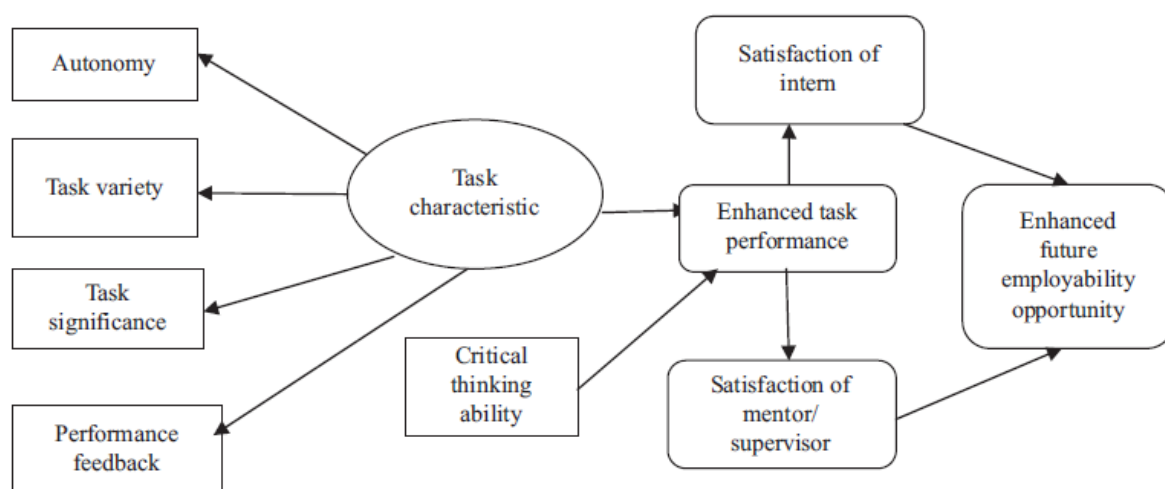 Autonomy
Task variety
Task
significance
Performance
feedback
Task
characteristic
Critical
thinking
ability
Satisfaction of
intern
Enhanced task
performance
Satisfaction of
mentor/
supervisor
Enhanced
future
employability
opportunity